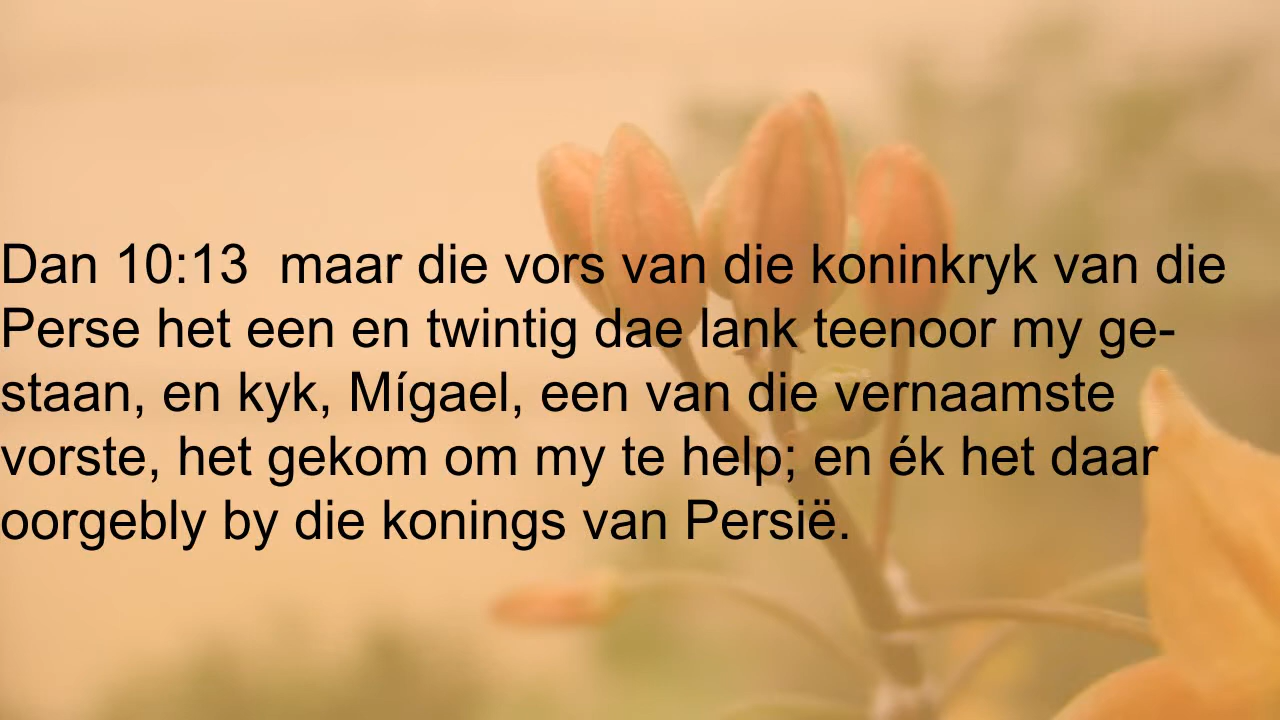 Dan 10:13  maar die vors van die koninkryk van die
Perse het een en twintig dae lank teenoor my ge-
staan, en kyk, Mígael, een van die vernaamste
vorste, het gekom om my te help; en ék het daar
oorgebly by die konings van Persië.